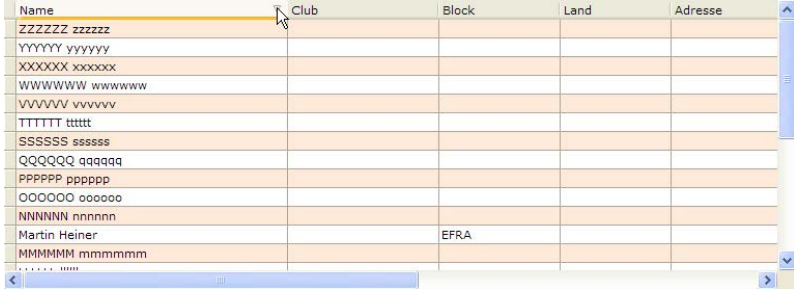 Name Club Block Land Adresse
ZZZZZZ zzzzzz
YYYYYY yyyyyy
XXXXXX xxxxxx
WWWWWW wwwwww
VVVVVV vvvvvv
TTTTTT tttttt
SSSSSS ssssss
QQQQQQ qqqqqq
PPPPPP pppppp
OOOOOO oooooo
NNNNNN nnnnnn
Martin Heiner EFRA
MMMMMM mmmmmm